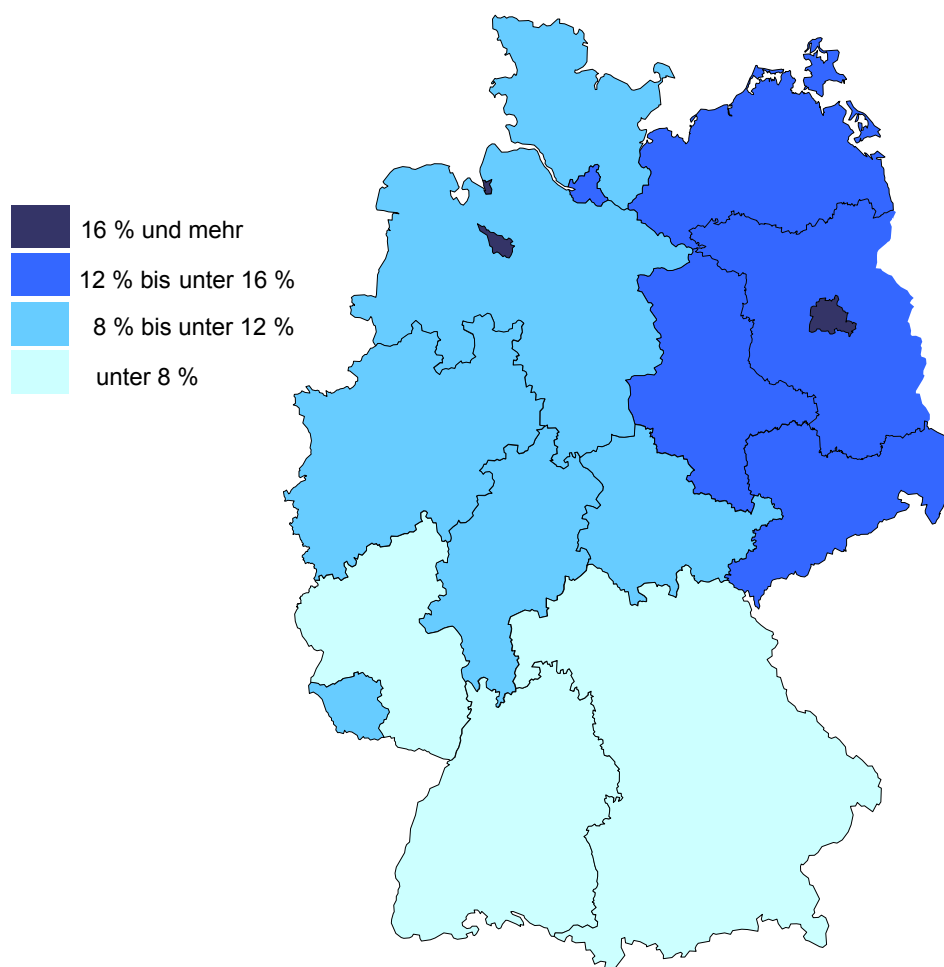 16 % und mehr
12 % bis unter 16 %
8 % bis unter 12 %
unter 8 %